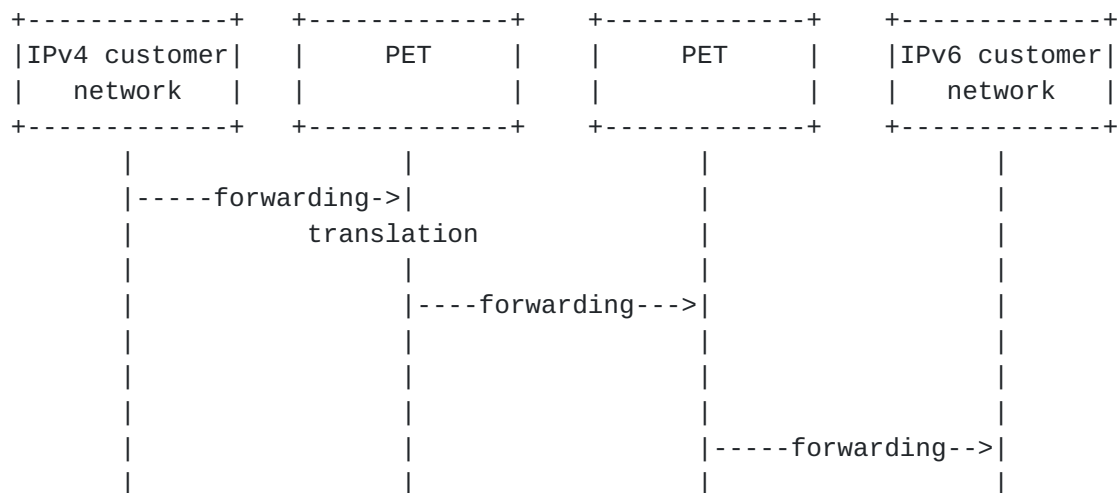 IPv4 customer PET PET IPv6 customer
network network
forwarding
translation
forwarding
forwarding